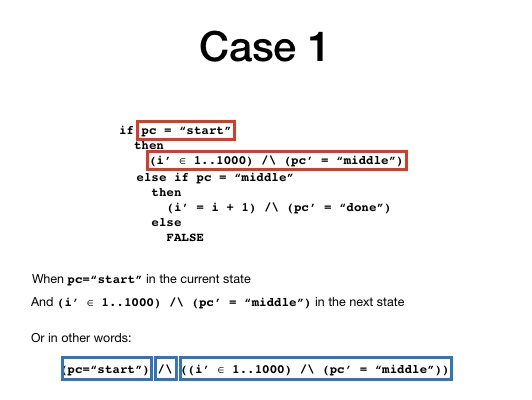 Case 1
if pc = “start”
then
(i’ ∈ 1..1000) /\ (pc’ = “middle”)
else if pc = “middle”
then
(i’ = i + 1) /\ (pc’ = “done”)
else
FALSE
When pc=“start” in the current state
And (i’ ∈ 1..1000) /\ (pc’ = “middle”) in the next state
Or in other words:
(pc=“start”) /\ ((i’ ∈ 1..1000) /\ (pc’ = “middle”))